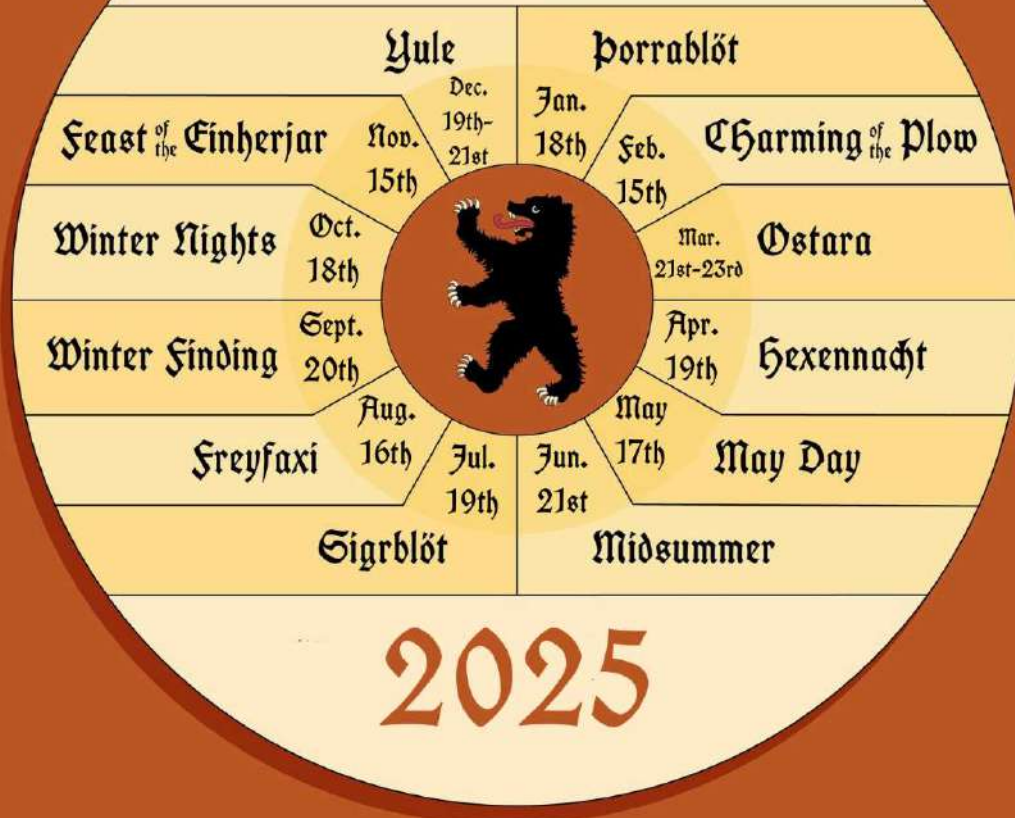 Yule
Dec.
19th-
21st
Þorrablót
Jan.
18th
Feb.
15th
CHarming of the Plow
Mar.
21st-23rd
Ostara
Apr.
19th
Hexennacht
May
17th
May Day
Jun.
21st
Midsummer
Jul.
19th
Sigrblót
Aug.
16th
Freyfaxi
Sept.
20th
Winter Finding
Oct.
18th
Winter Nights
Nov.
15th
Feast of the Einherjar
2025